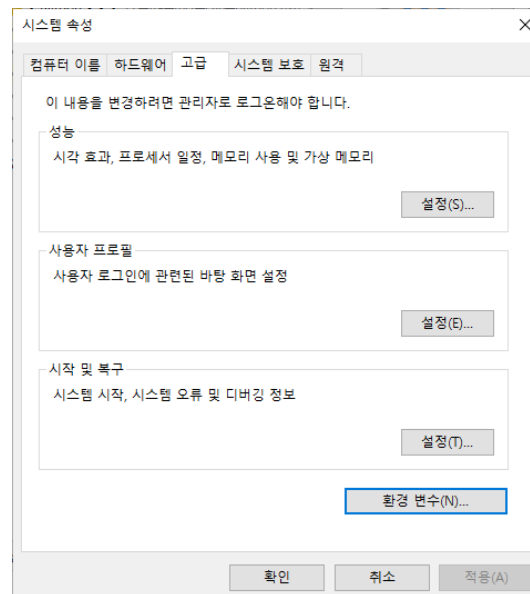 시스템 속성
컴퓨터 이름 하드웨어 고급 시스템 보호 원격
이 내용을 변경하려면 관리자로 로그온해야 합니다.
성능
시각 효과, 프로세서 일정, 메모리 사용 및 가상 메모리
설정(S)...
사용자 프로필
사용자 로그인에 관련된 바탕 화면 설정
설정(E)...
시작 및 복구
시스템 시작, 시스템 오류 및 디버깅 정보
설정(T)...
환경 변수(N)...
확인 취소 적용(A)